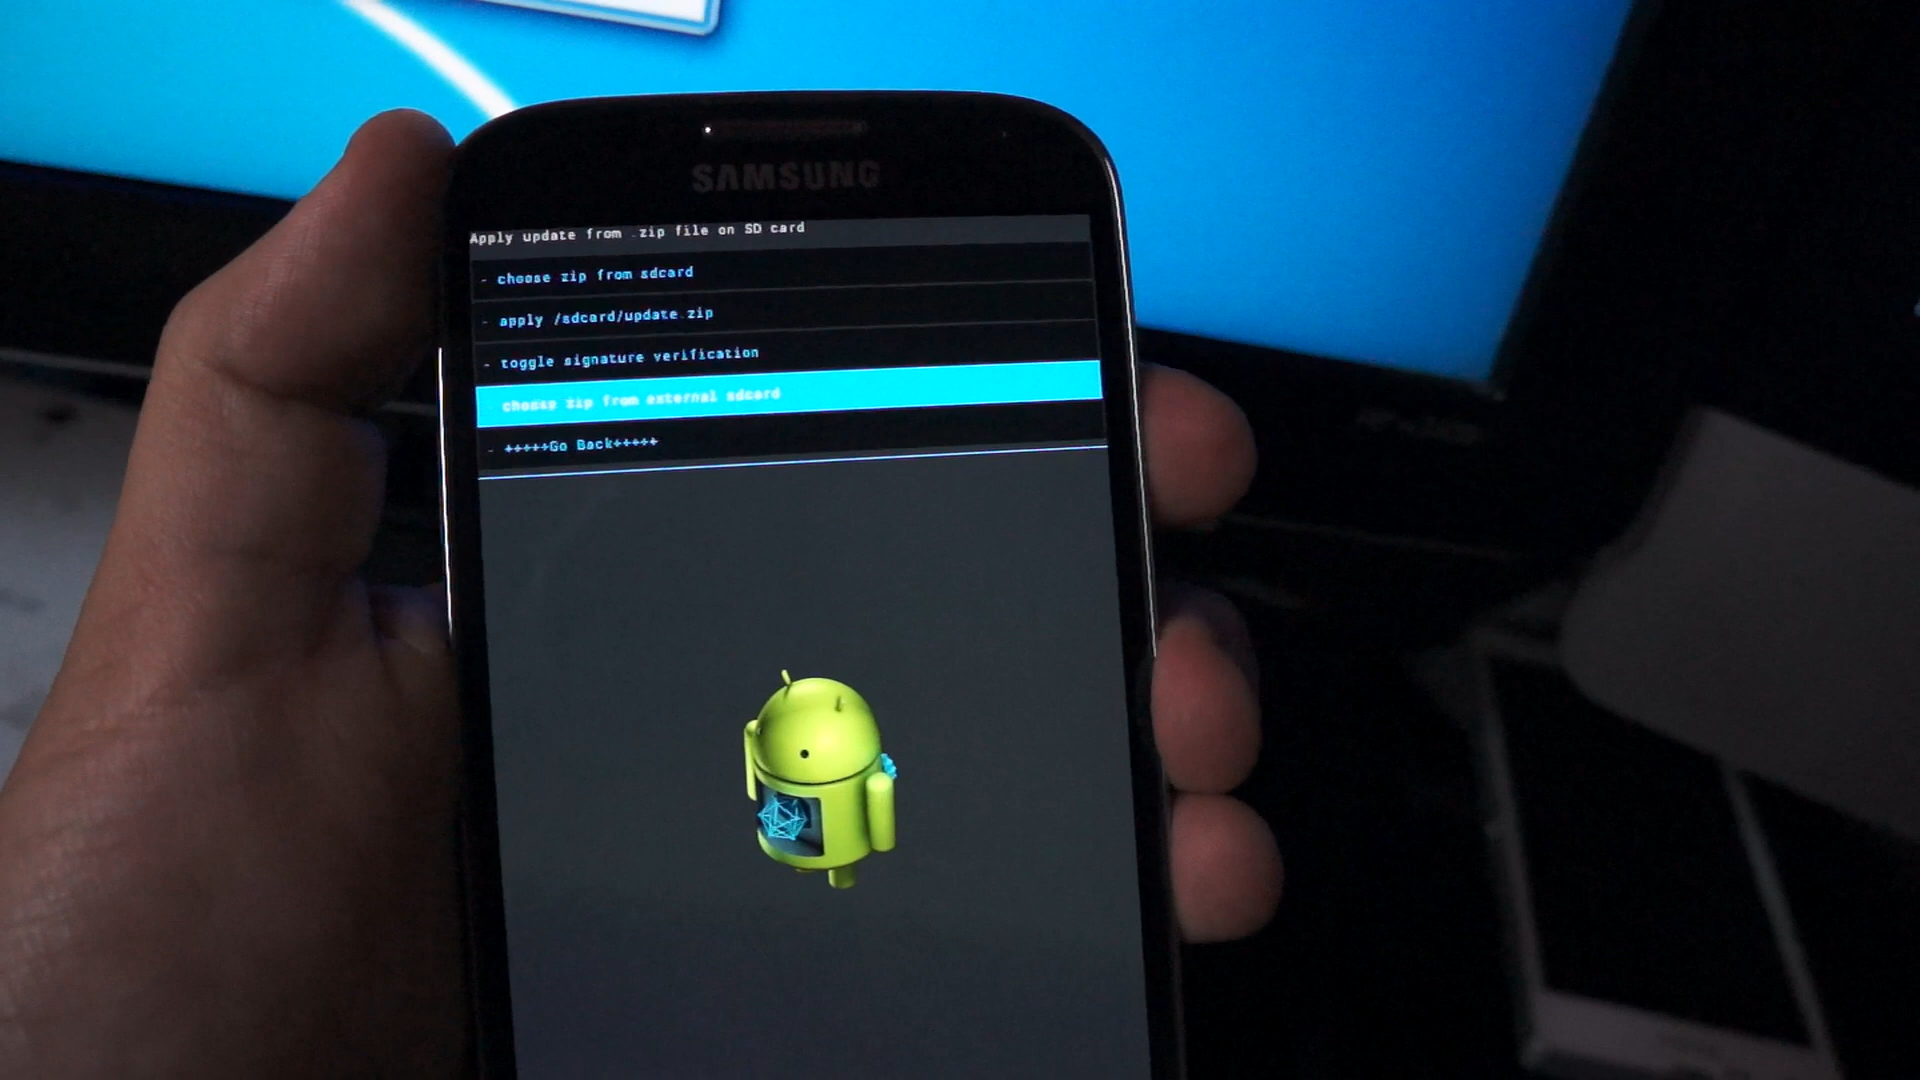 SAMSUNG
Apply update from .zip file on SD card
- choose zip from sdcard
- apply /sdcard/update.zip
- toggle signature verification
- choose zip from external sdcard
- +++++Go Back+++++